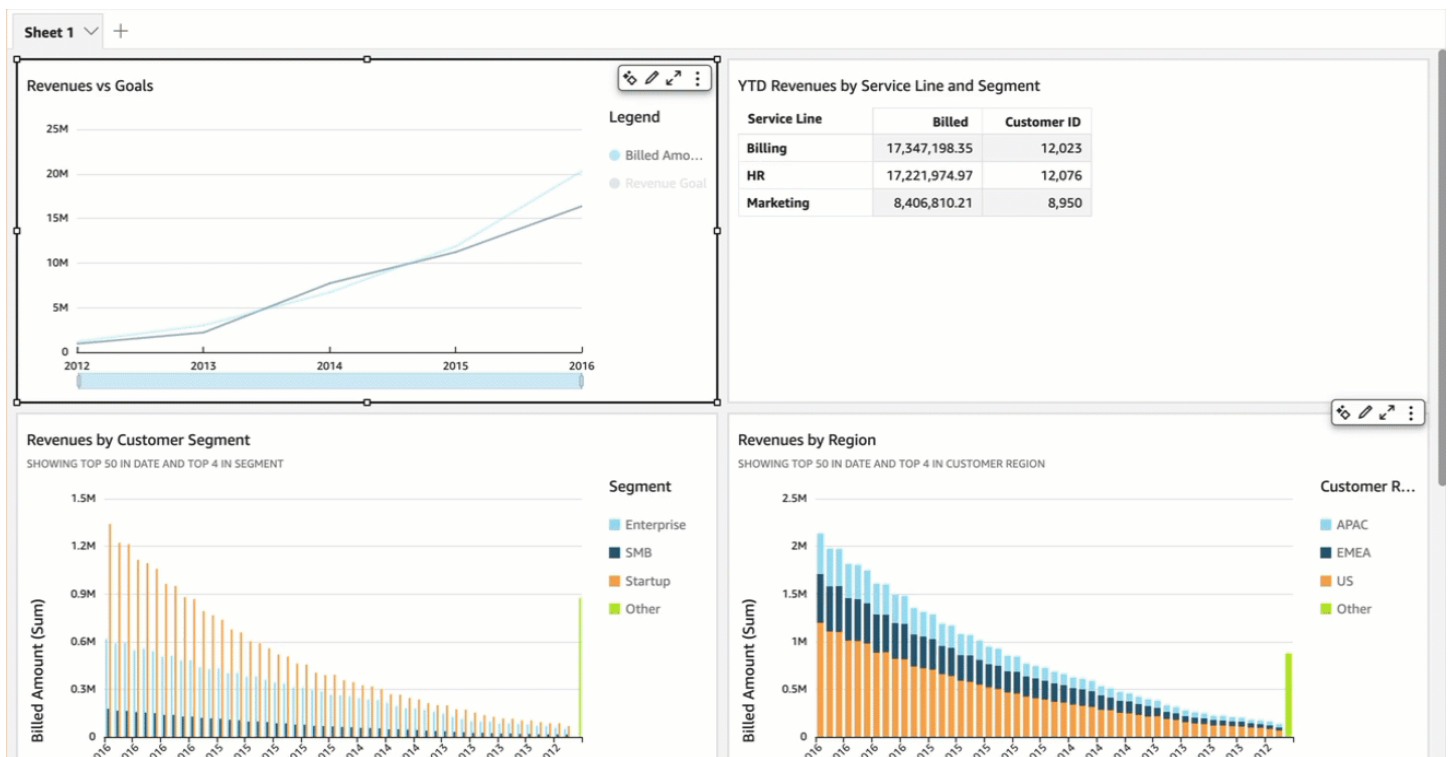 Sheet 1
Revenues vs Goals
25M
20M
15M
10M
5M
0
2012 2013 2014 2015 2016
Legend
Billed Amo...
Revenue Goal
YTD Revenues by Service Line and Segment
Service Line Billed Customer ID
Billing 17,347,198.35 12,023
HR 17,221,974.97 12,076
Marketing 8,406,810.21 8,950
Revenues by Customer Segment
SHOWING TOP 50 IN DATE AND TOP 4 IN SEGMENT
Billed Amount (Sum)
1.5M
1.2M
0.9M
0.6M
0.3M
0
Segment
Enterprise
SMB
Startup
Other
Revenues by Region
SHOWING TOP 50 IN DATE AND TOP 4 IN CUSTOMER REGION
Billed Amount (Sum)
2.5M
2M
1.5M
1M
0.5M
0
Customer R...
APAC
EMEA
US
Other